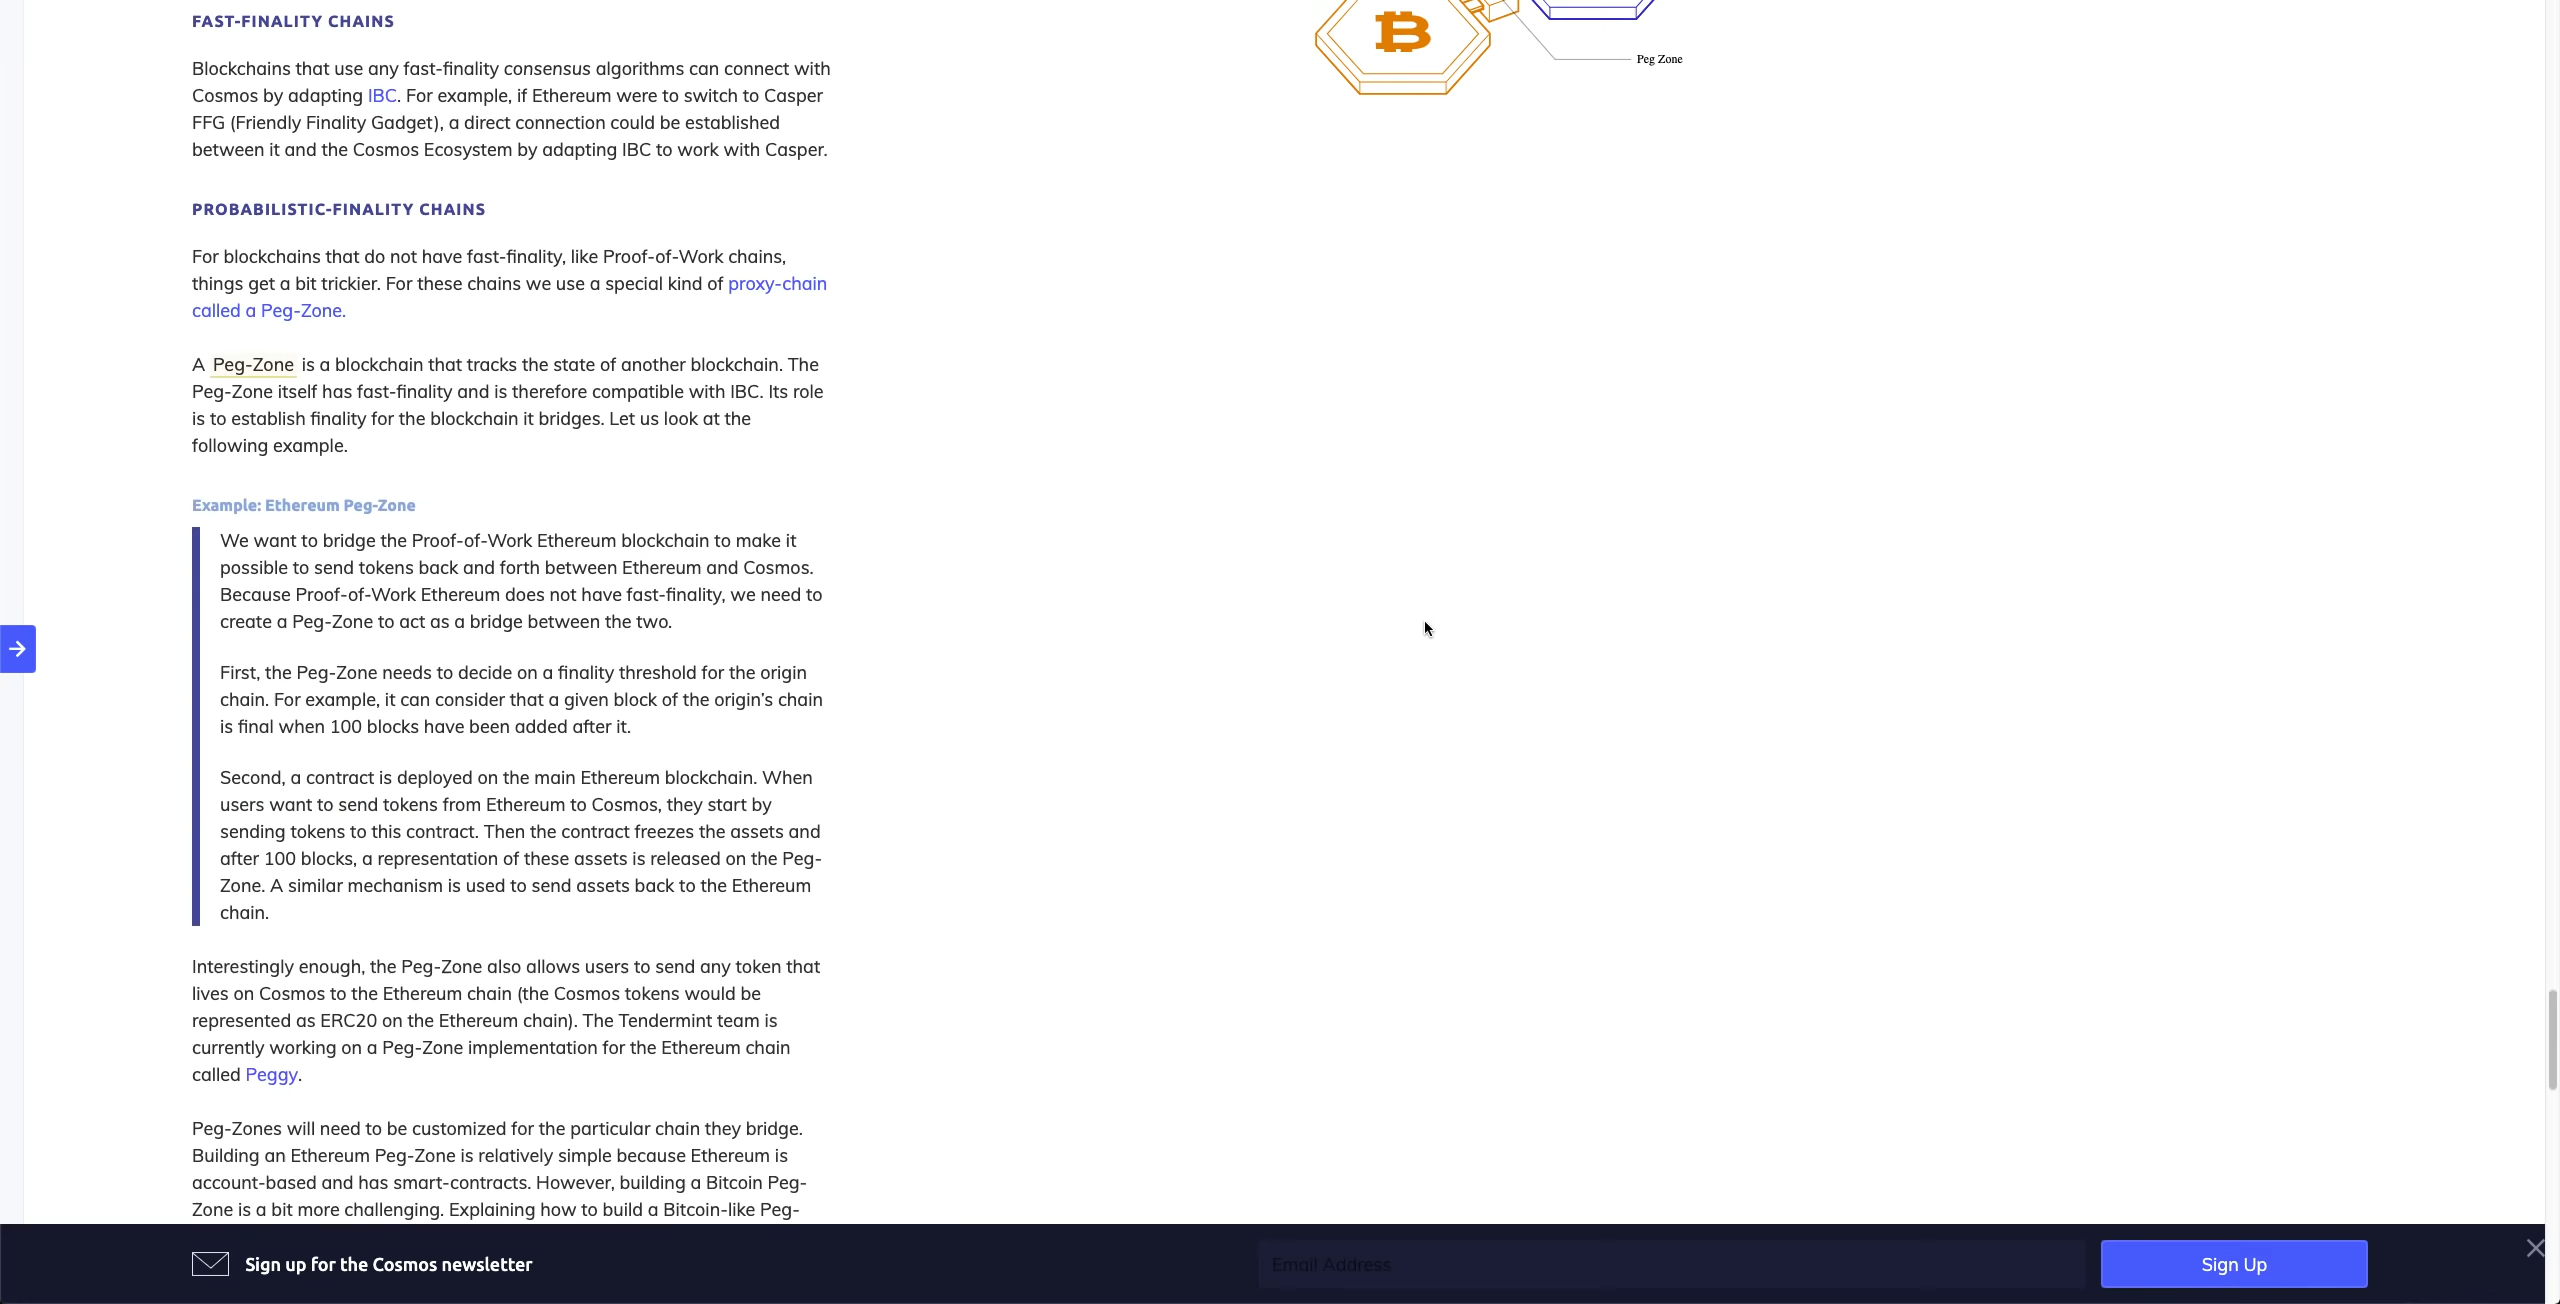 FAST-FINALITY CHAINS
Blockchains that use any fast-finality consensus algorithms can connect with
Cosmos by adapting IBC. For example, if Ethereum were to switch to Casper
FFG (Friendly Finality Gadget), a direct connection could be established
between it and the Cosmos Ecosystem by adapting IBC to work with Casper.
Peg Zone
PROBABILISTIC-FINALITY CHAINS
For blockchains that do not have fast-finality, like Proof-of-Work chains,
things get a bit trickier. For these chains we use a special kind of proxy-chain
called a Peg-Zone.
A Peg-Zone is a blockchain that tracks the state of another blockchain. The
Peg-Zone itself has fast-finality and is therefore compatible with IBC. Its role
is to establish finality for the blockchain it bridges. Let us look at the
following example.
Example: Ethereum Peg-Zone
We want to bridge the Proof-of-Work Ethereum blockchain to make it
possible to send tokens back and forth between Ethereum and Cosmos.
Because Proof-of-Work Ethereum does not have fast-finality, we need to
create a Peg-Zone to act as a bridge between the two.
First, the Peg-Zone needs to decide on a finality threshold for the origin
chain. For example, it can consider that a given block of the origin’s chain
is final when 100 blocks have been added after it.
Second, a contract is deployed on the main Ethereum blockchain. When
users want to send tokens from Ethereum to Cosmos, they start by
sending tokens to this contract. Then the contract freezes the assets and
after 100 blocks, a representation of these assets is released on the Peg-
Zone. A similar mechanism is used to send assets back to the Ethereum
chain.
Interestingly enough, the Peg-Zone also allows users to send any token that
lives on Cosmos to the Ethereum chain (the Cosmos tokens would be
represented as ERC20 on the Ethereum chain). The Tendermint team is
currently working on a Peg-Zone implementation for the Ethereum chain
called Peggy.
Peg-Zones will need to be customized for the particular chain they bridge.
Building an Ethereum Peg-Zone is relatively simple because Ethereum is
account-based and has smart-contracts. However, building a Bitcoin Peg-
Zone is a bit more challenging. Explaining how to build a Bitcoin-like Peg-
Sign up for the Cosmos newsletter
Email Address
Sign Up